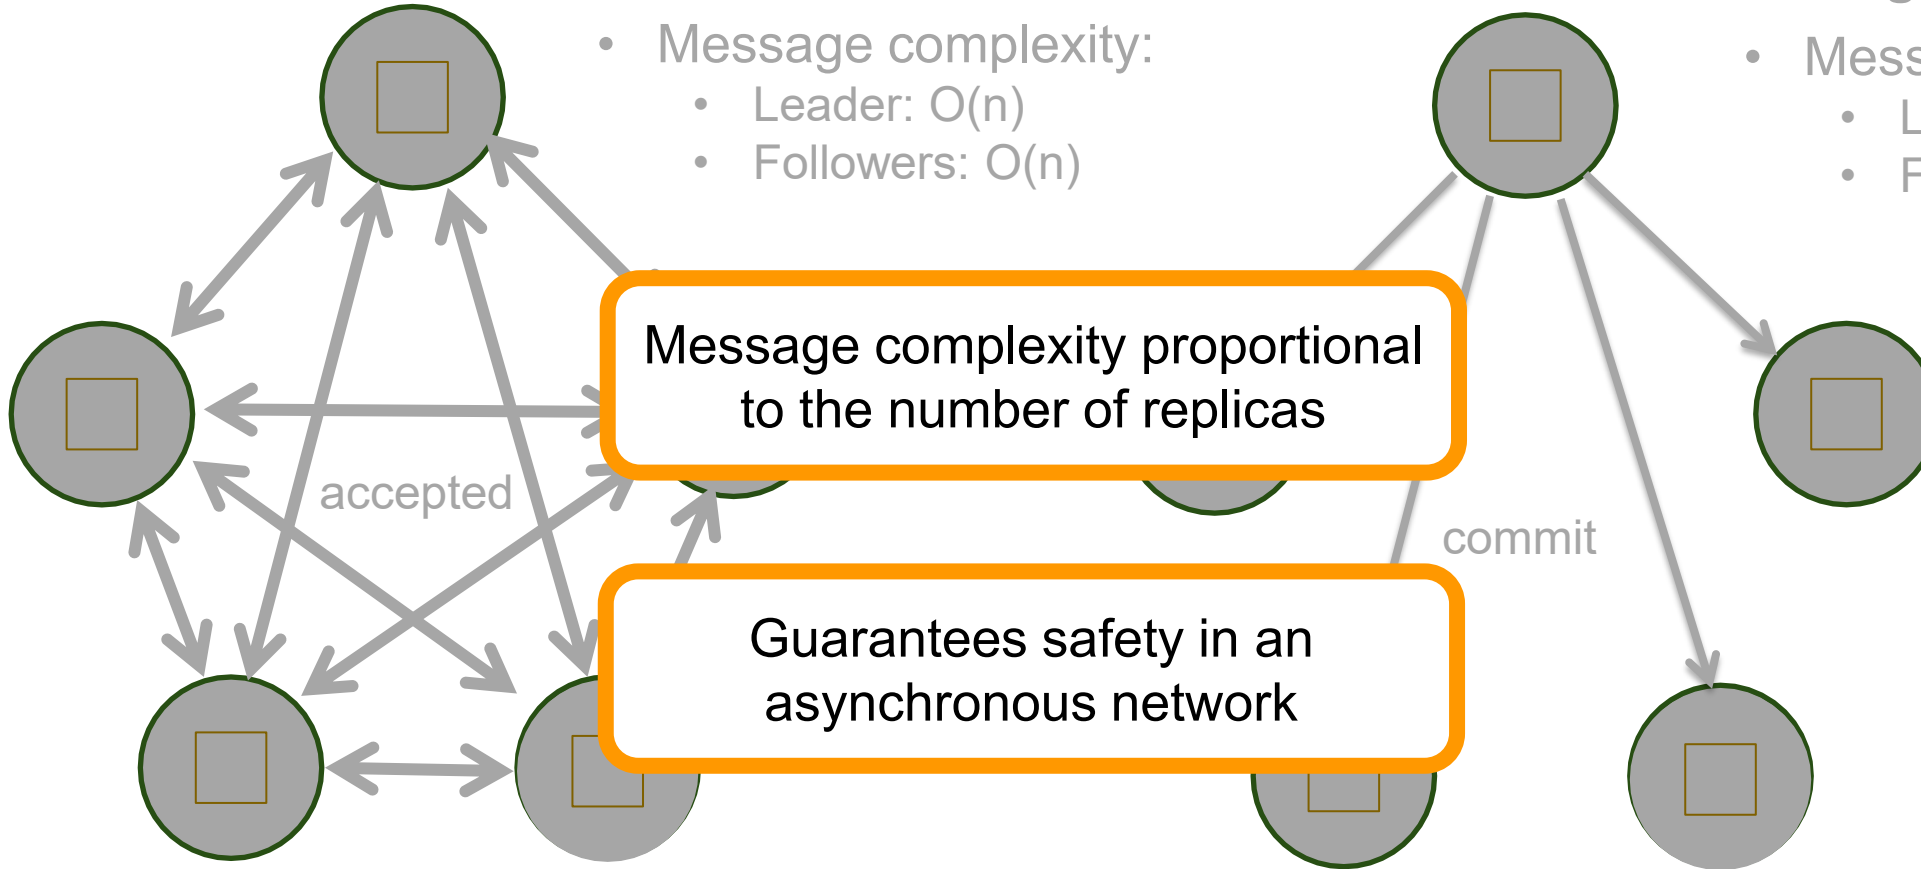 • Message complexity:
• Leader: O(n)
• Followers: O(n)
•
•
•
Message complexity proportional
to the number of replicas
accepted
commit
Guarantees safety in an
asynchronous network